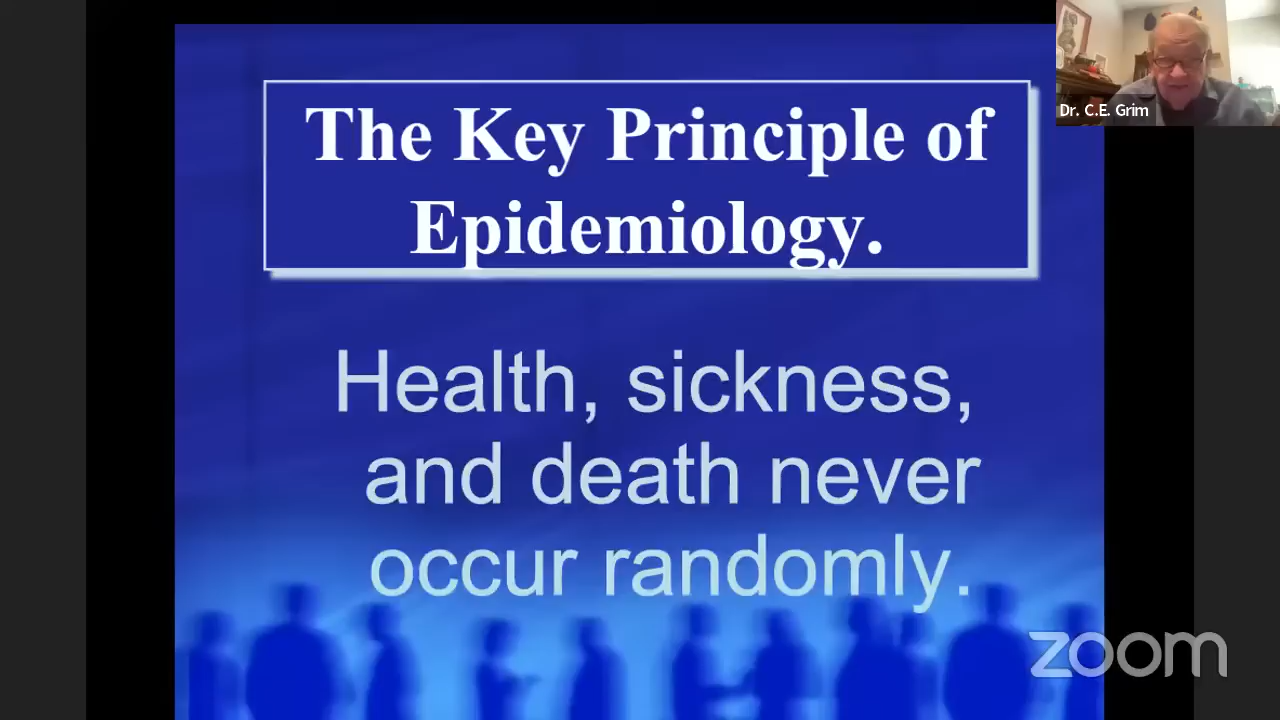 The Key Principle of
Epidemiology.
Health, sickness,
and death never
occur randomly.
Dr. C.E. Grim
zoom